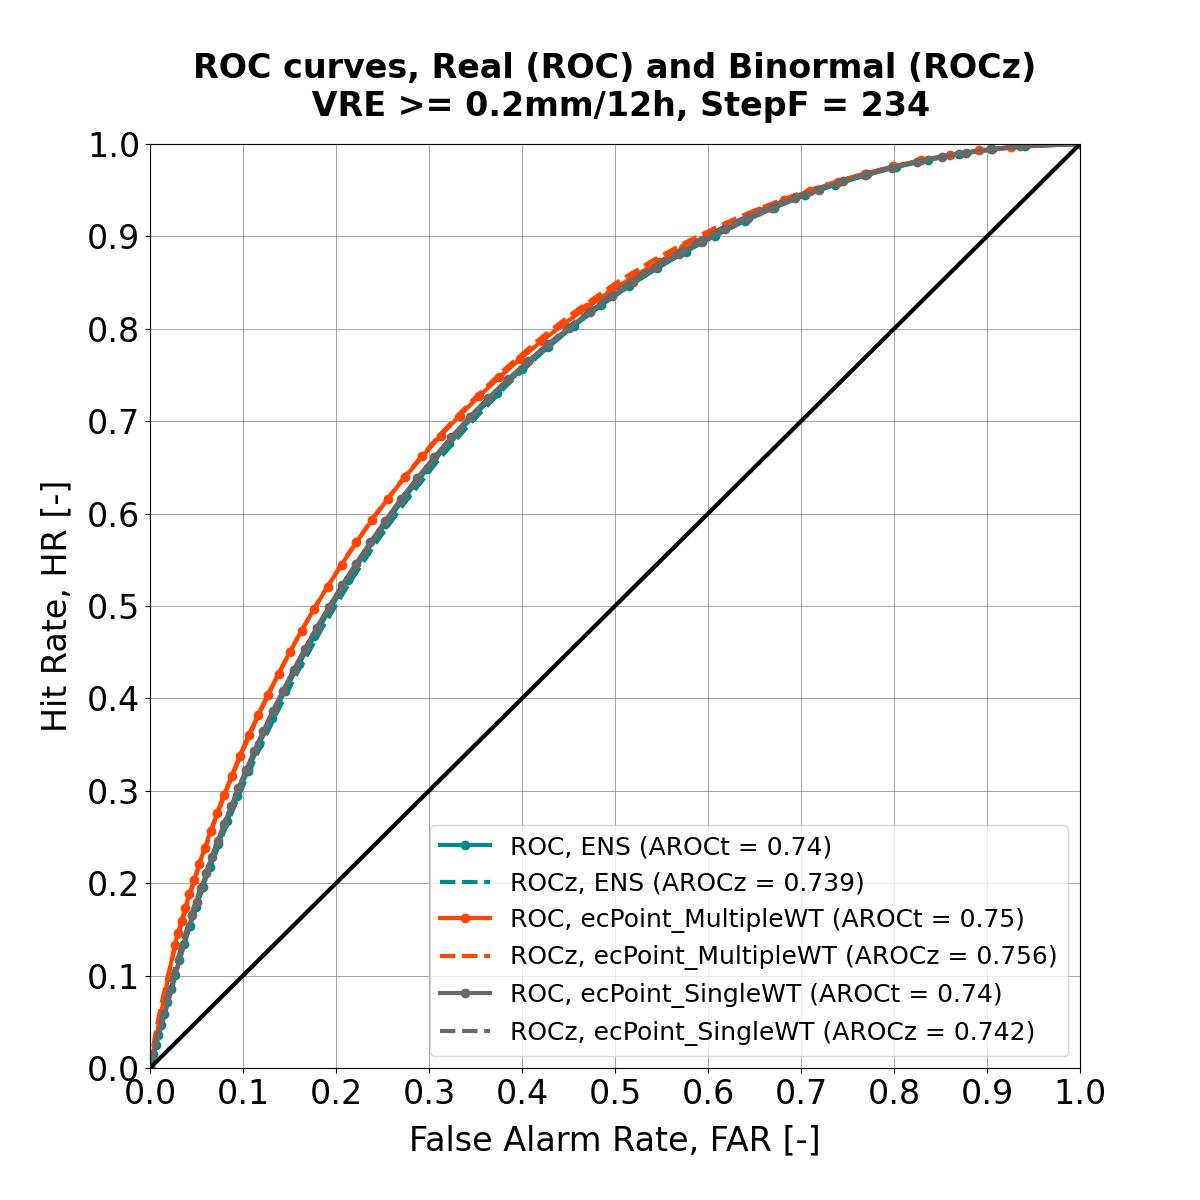 ROC curves, Real (ROC) and Binormal (ROCz)
VRE >= 0.2mm/12h, StepF = 234
1.0
0.9
0.8
0.7
0.6
0.5
0.4
0.3
0.2
0.1
0.0
Hit Rate, HR [-]
ROC, ENS (AROCt = 0.74)
ROCz, ENS (AROCz = 0.739)
ROC, ecPoint_MultipleWT (AROCt = 0.75)
ROCz, ecPoint_MultipleWT (AROCz = 0.756)
ROC, ecPoint_SingleWT (AROCt = 0.74)
ROCz, ecPoint_SingleWT (AROCz = 0.742)
0.0 0.1 0.2 0.3 0.4 0.5 0.6 0.7 0.8 0.9 1.0
False Alarm Rate, FAR [-]